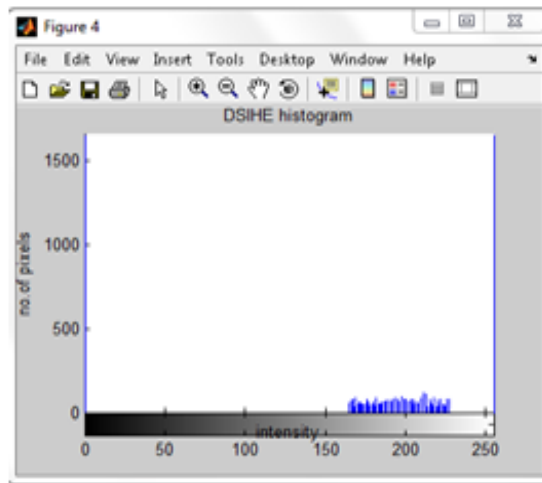 Figure 4
File Edit View Insert Tools Desktop Window Help
DSIHE histogram
1500
1000
500
0
no.of pixels
intensity
0 50 100 150 200 250